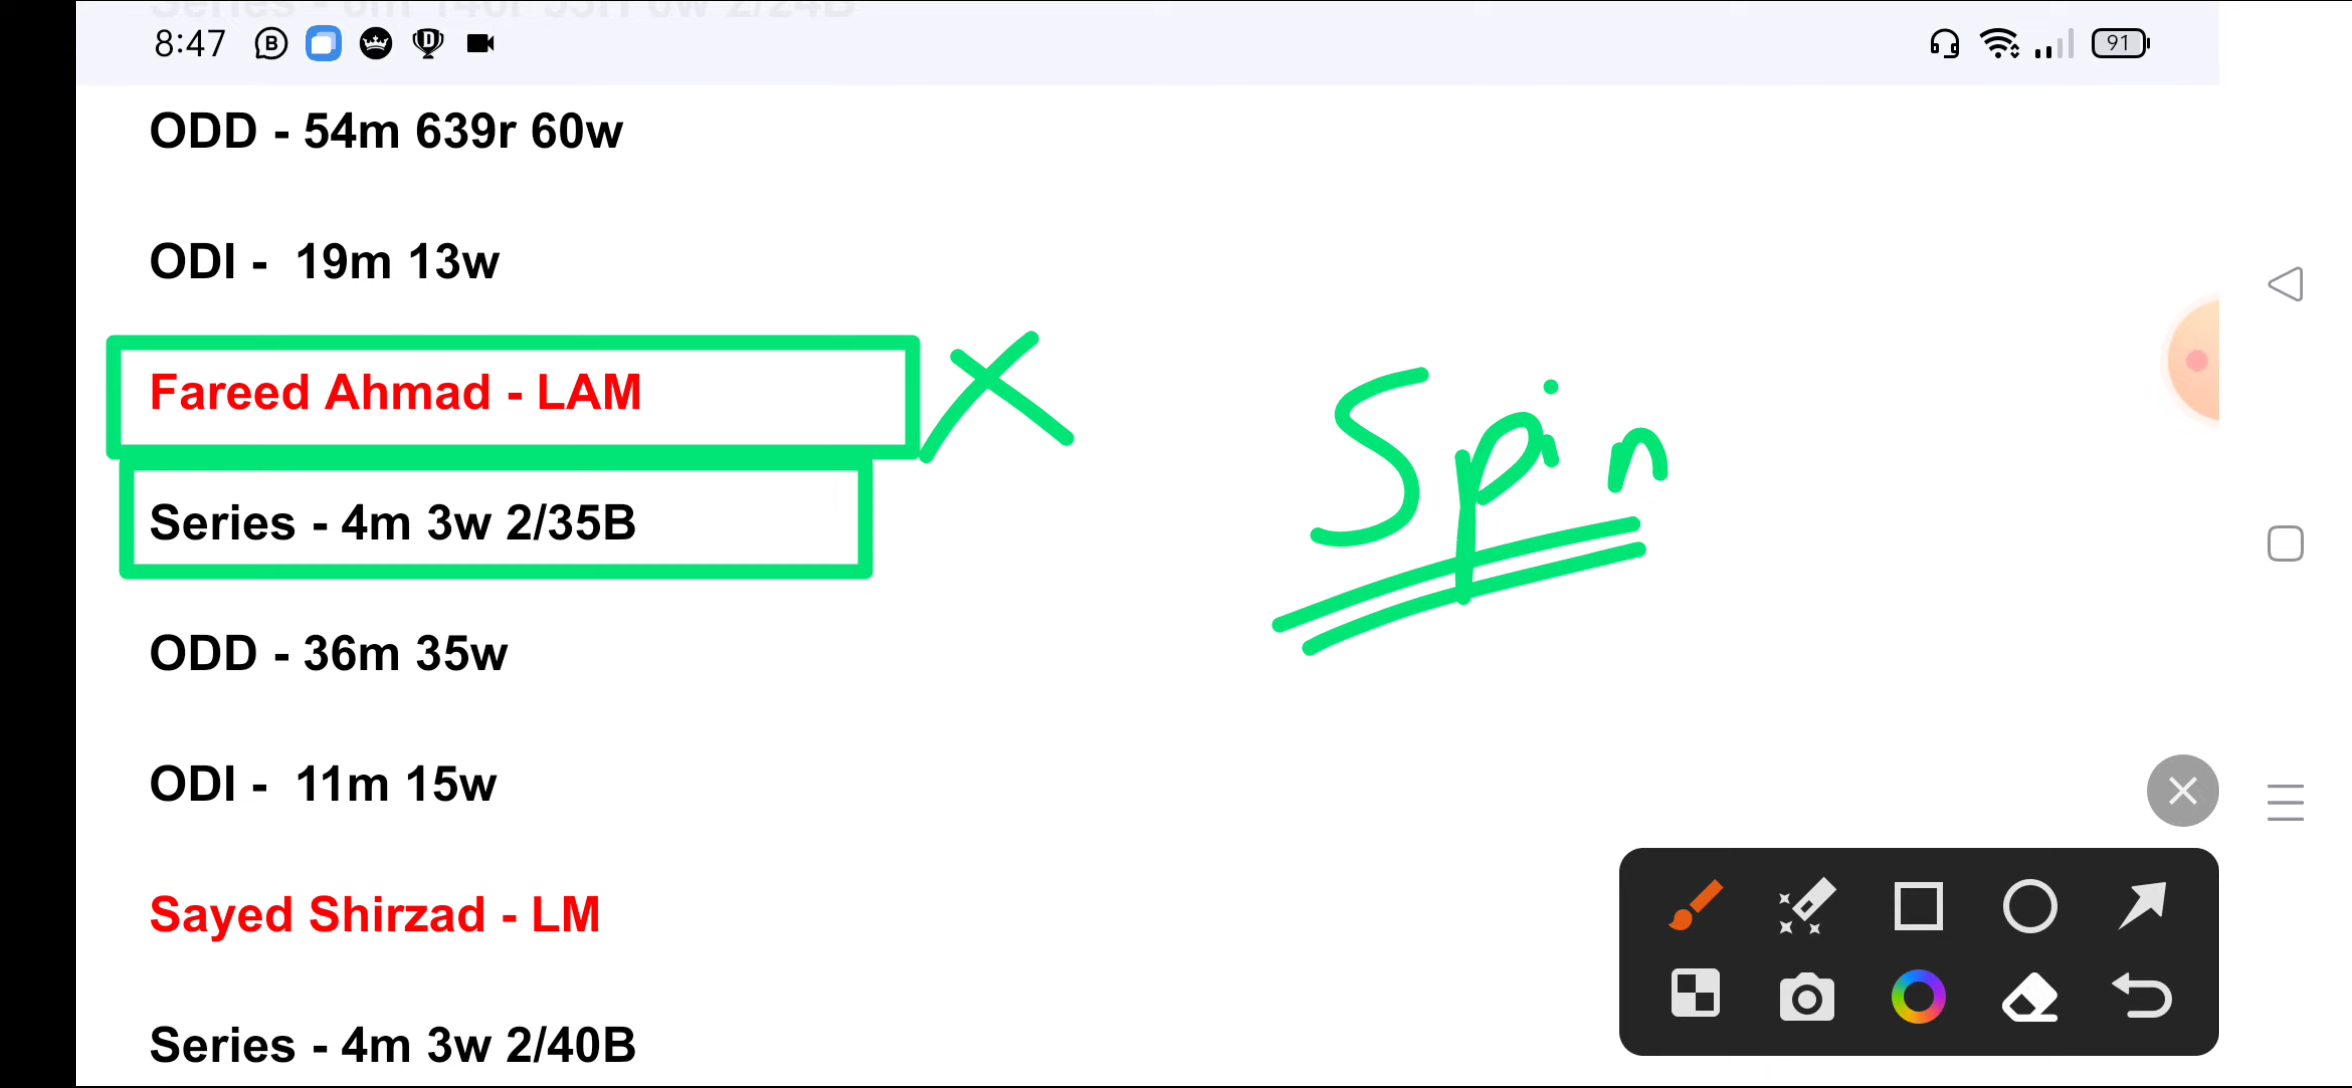 8:47 91
ODD - 54m 639r 60w
ODI - 19m 13w
Fareed Ahmad - LAM
Spin
Series - 4m 3w 2/35B
ODD - 36m 35w
ODI - 11m 15w
Sayed Shirzad - LM
Series - 4m 3w 2/40B